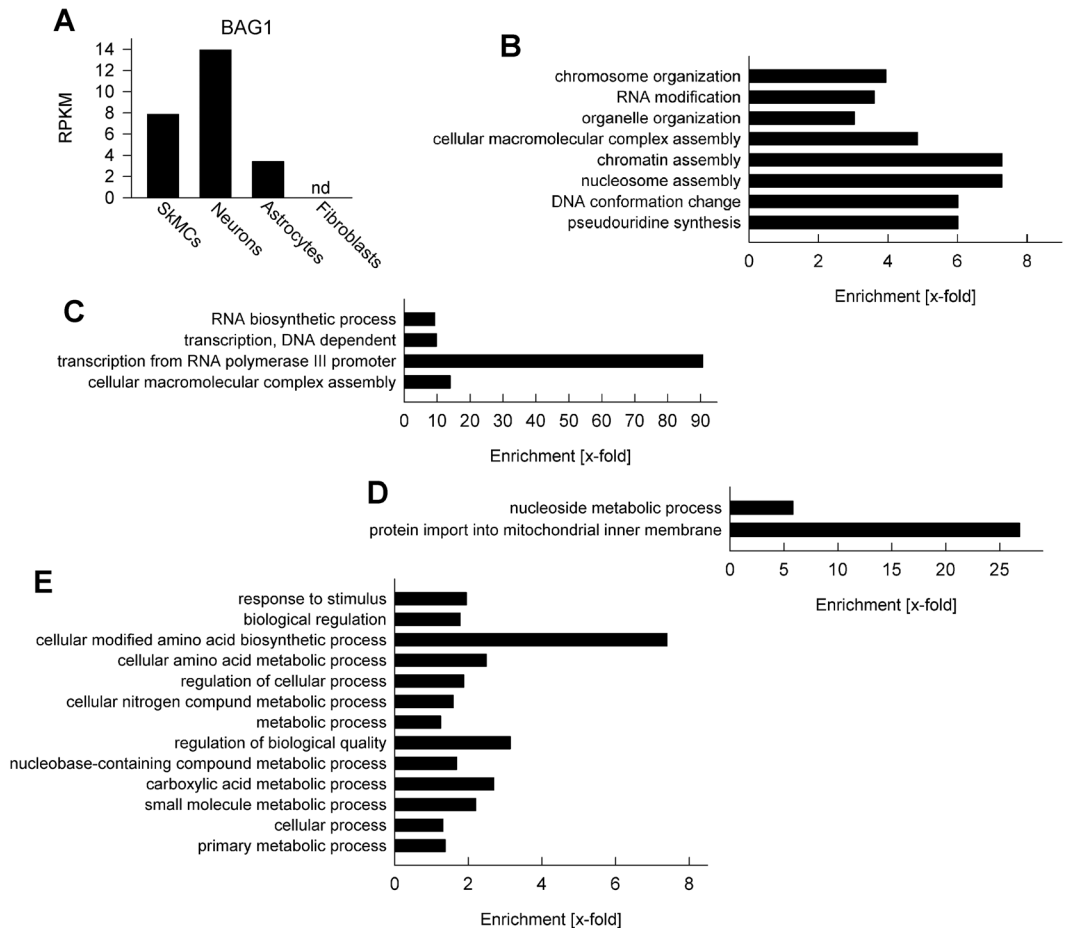 A
BAG1
RPKM
14
12
10
8
6
4
2
0
nd
SkMCs
Neurons
Astrocytes
Fibroblasts
B
chromosome organization
RNA modification
organelle organization
cellular macromolecular complex assembly
chromatin assembly
nucleosome assembly
DNA conformation change
pseudouridine synthesis
0 2 4 6 8
Enrichment [x-fold]
C
RNA biosynthetic process
transcription, DNA dependent
transcription from RNA polymerase III promoter
cellular macromolecular complex assembly
0 10 20 30 40 50 60 70 80 90
Enrichment [x-fold]
D
nucleoside metabolic process
protein import into mitochondrial inner membrane
0 5 10 15 20 25
Enrichment [x-fold]
E
response to stimulus
biological regulation
cellular modified amino acid biosynthetic process
cellular amino acid metabolic process
regulation of cellular process
cellular nitrogen compund metabolic process
metabolic process
regulation of biological quality
nucleobase-containing compound metabolic process
carboxylic acid metabolic process
small molecule metabolic process
cellular process
primary metabolic process
0 2 4 6 8
Enrichment [x-fold]